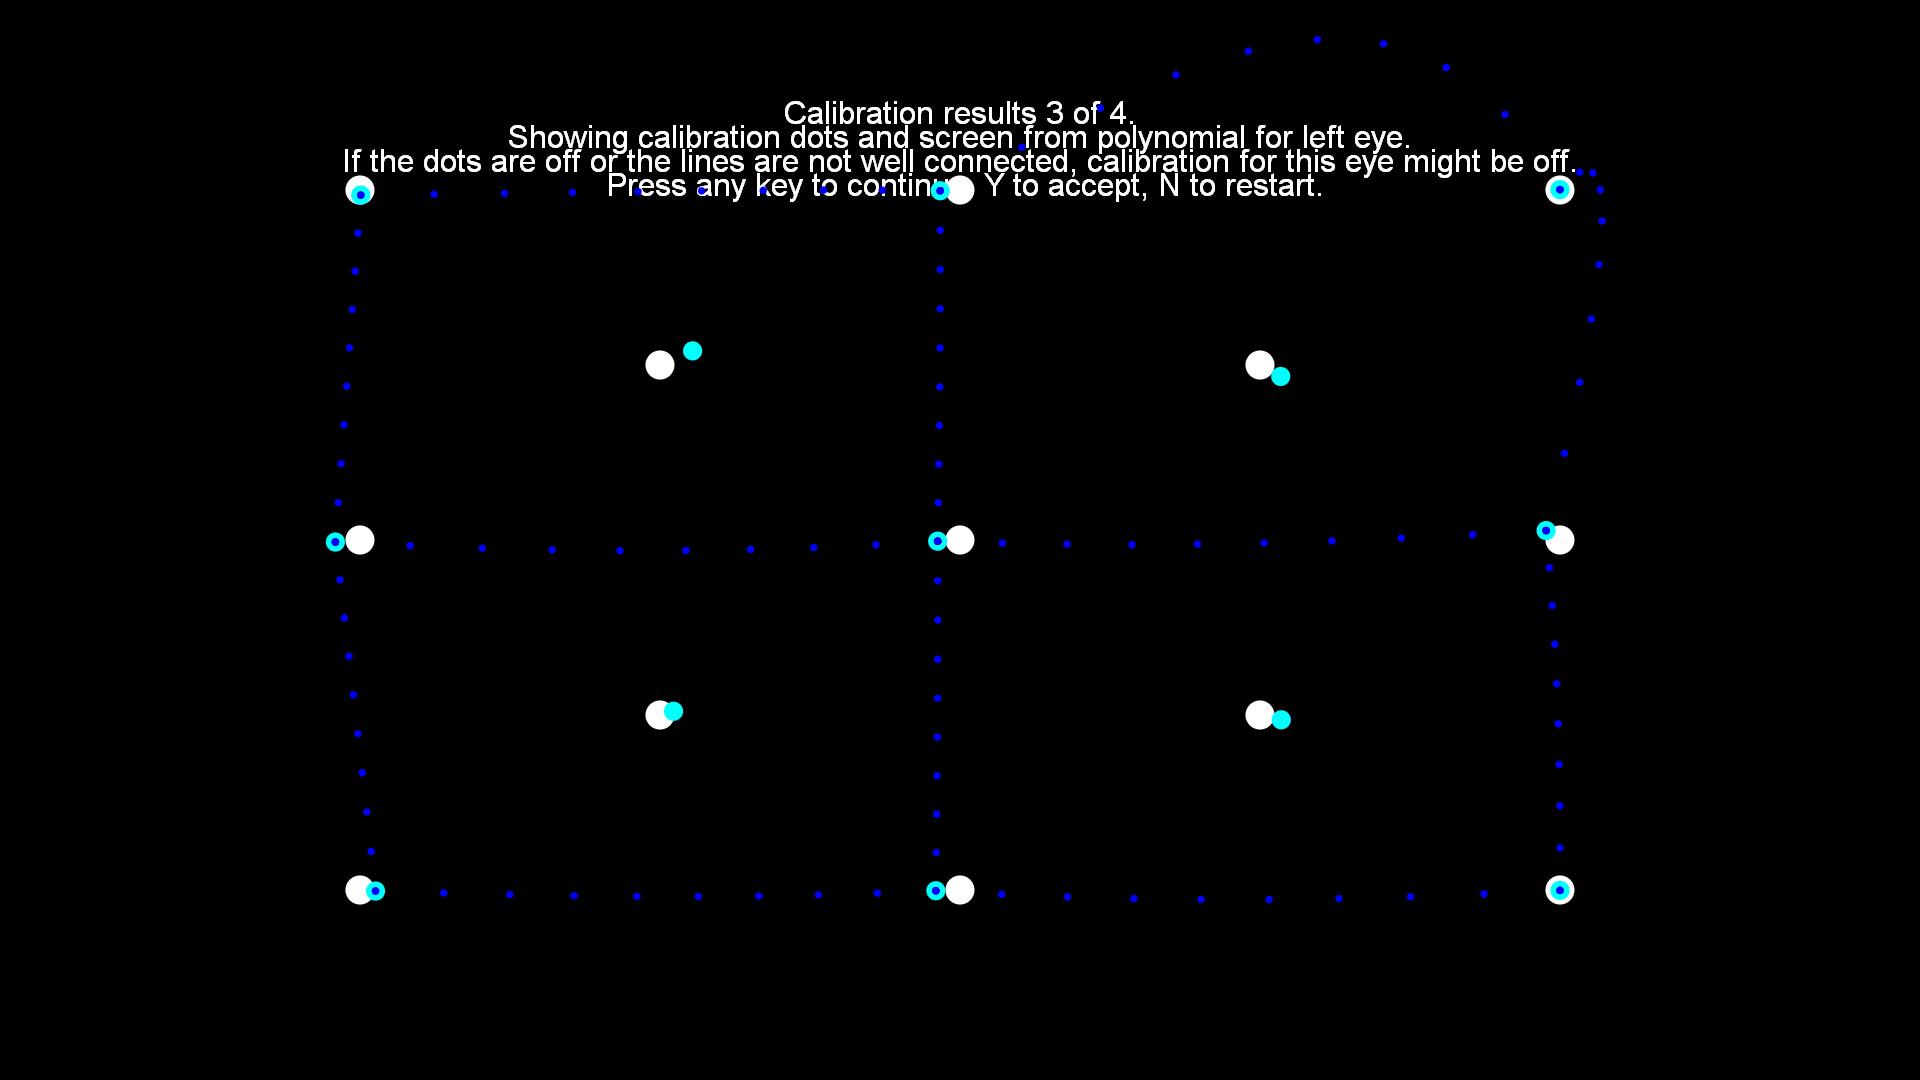 Calibration results 3 of 4.
Showing calibration dots and screen from polynomial for left eye.
If the dots are off or the lines are not well connected, calibration for this eye might be off.
Press any key to continue, Y to accept, N to restart.